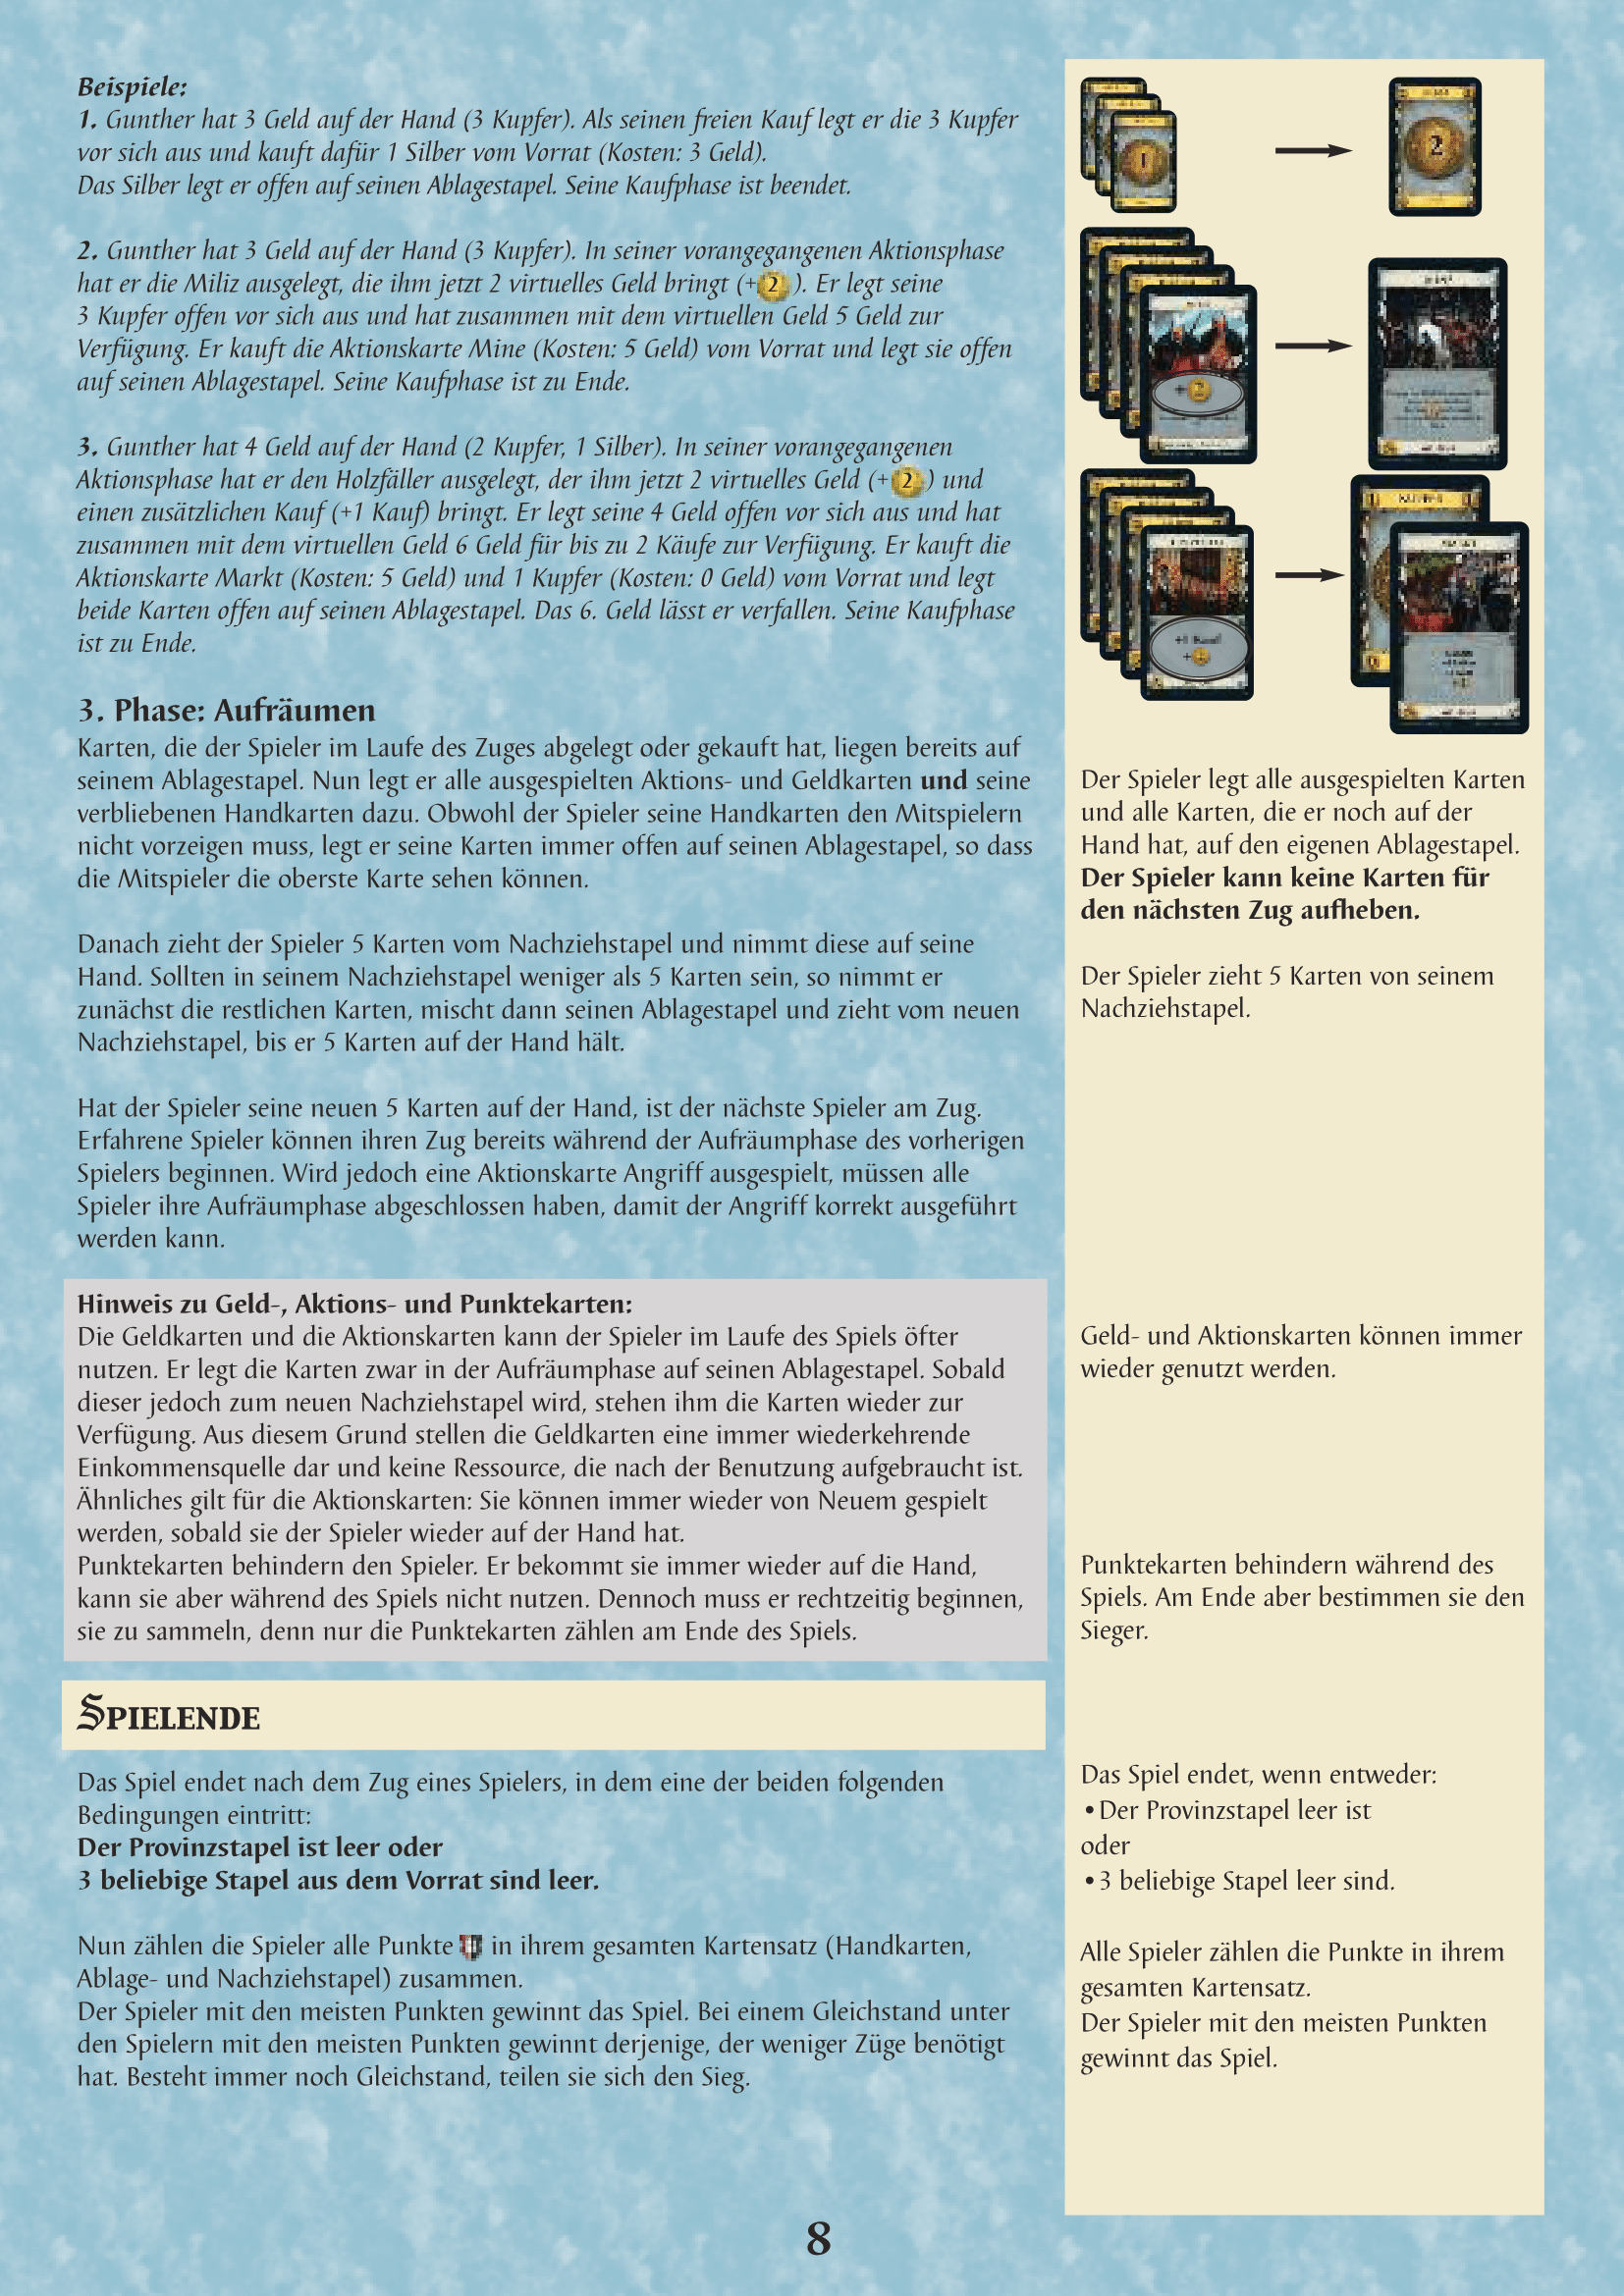 Beispiele:
1. Gunther hat 3 Geld auf der Hand (3 Kupfer). Als seinen freien Kauf legt er die 3 Kupfer
vor sich aus und kauft dafür 1 Silber vom Vorrat (Kosten: 3 Geld).
Das Silber legt er offen auf seinen Ablagestapel. Seine Kaufphase ist beendet.
2. Gunther hat 3 Geld auf der Hand (3 Kupfer). In seiner vorangegangenen Aktionsphase
hat er die Miliz ausgelegt, die ihm jetzt 2 virtuelles Geld bringt (+2). Er legt seine
3 Kupfer offen vor sich aus und hat zusammen mit dem virtuellen Geld 5 Geld zur
Verfügung. Er kauft die Aktionskarte Mine (Kosten: 5 Geld) vom Vorrat und legt sie offen
auf seinen Ablagestapel. Seine Kaufphase ist zu Ende.
3. Gunther hat 4 Geld auf der Hand (2 Kupfer, 1 Silber). In seiner vorangegangenen
Aktionsphase hat er den Holzfäller ausgelegt, der ihm jetzt 2 virtuelles Geld (+2) und
einen zusätzlichen Kauf (+1 Kauf) bringt. Er legt seine 4 Geld offen vor sich aus und hat
zusammen mit dem virtuellen Geld 6 Geld für bis zu 2 Käufe zur Verfügung. Er kauft die
Aktionskarte Markt (Kosten: 5 Geld) und 1 Kupfer (Kosten: 0 Geld) vom Vorrat und legt
beide Karten offen auf seinen Ablagestapel. Das 6. Geld lässt er verfallen. Seine Kaufphase
ist zu Ende.
3. Phase: Aufräumen
Karten, die der Spieler im Laufe des Zuges abgelegt oder gekauft hat, liegen bereits auf
seinem Ablagestapel. Nun legt er alle ausgespielten Aktions- und Geldkarten und seine
verbliebenen Handkarten dazu. Obwohl der Spieler seine Handkarten den Mitspielern
nicht vorzeigen muss, legt er seine Karten immer offen auf seinen Ablagestapel, so dass
die Mitspieler die oberste Karte sehen können.
Danach zieht der Spieler 5 Karten vom Nachziehstapel und nimmt diese auf seine
Hand. Sollten in seinem Nachziehstapel weniger als 5 Karten sein, so nimmt er
zunächst die restlichen Karten, mischt dann seinen Ablagestapel und zieht vom neuen
Nachziehstapel, bis er 5 Karten auf der Hand hält.
Hat der Spieler seine neuen 5 Karten auf der Hand, ist der nächste Spieler am Zug.
Erfahrene Spieler können ihren Zug bereits während der Aufräumphase des vorherigen
Spielers beginnen. Wird jedoch eine Aktionskarte Angriff ausgespielt, müssen alle
Spieler ihre Aufräumphase abgeschlossen haben, damit der Angriff korrekt ausgeführt
werden kann.
Hinweis zu Geld-, Aktions- und Punktekarten:
Die Geldkarten und die Aktionskarten kann der Spieler im Laufe des Spiels öfter
nutzen. Er legt die Karten zwar in der Aufräumphase auf seinen Ablagestapel. Sobald
dieser jedoch zum neuen Nachziehstapel wird, stehen ihm die Karten wieder zur
Verfügung. Aus diesem Grund stellen die Geldkarten eine immer wiederkehrende
Einkommensquelle dar und keine Ressource, die nach der Benutzung aufgebraucht ist.
Ähnliches gilt für die Aktionskarten: Sie können immer wieder von Neuem gespielt
werden, sobald sie der Spieler wieder auf der Hand hat.
Punktekarten behindern den Spieler. Er bekommt sie immer wieder auf die Hand,
kann sie aber während des Spiels nicht nutzen. Dennoch muss er rechtzeitig beginnen,
sie zu sammeln, denn nur die Punktekarten zählen am Ende des Spiels.
SPIELENDE
Das Spiel endet nach dem Zug eines Spielers, in dem eine der beiden folgenden
Bedingungen eintritt:
Der Provinzstapel ist leer oder
3 beliebige Stapel aus dem Vorrat sind leer.
Nun zählen die Spieler alle Punkte in ihrem gesamten Kartensatz (Handkarten,
Ablage- und Nachziehstapel) zusammen.
Der Spieler mit den meisten Punkten gewinnt das Spiel. Bei einem Gleichstand unter
den Spielern mit den meisten Punkten gewinnt derjenige, der weniger Züge benötigt
hat. Besteht immer noch Gleichstand, teilen sie sich den Sieg.
1
2
+2
+1 Kauf
Der Spieler legt alle ausgespielten Karten
und alle Karten, die er noch auf der
Hand hat, auf den eigenen Ablagestapel.
Der Spieler kann keine Karten für
den nächsten Zug aufheben.
Der Spieler zieht 5 Karten von seinem
Nachziehstapel.
Geld- und Aktionskarten können immer
wieder genutzt werden.
Punktekarten behindern während des
Spiels. Am Ende aber bestimmen sie den
Sieger.
Das Spiel endet, wenn entweder:
•Der Provinzstapel leer ist
oder
•3 beliebige Stapel leer sind.
Alle Spieler zählen die Punkte in ihrem
gesamten Kartensatz.
Der Spieler mit den meisten Punkten
gewinnt das Spiel.
8